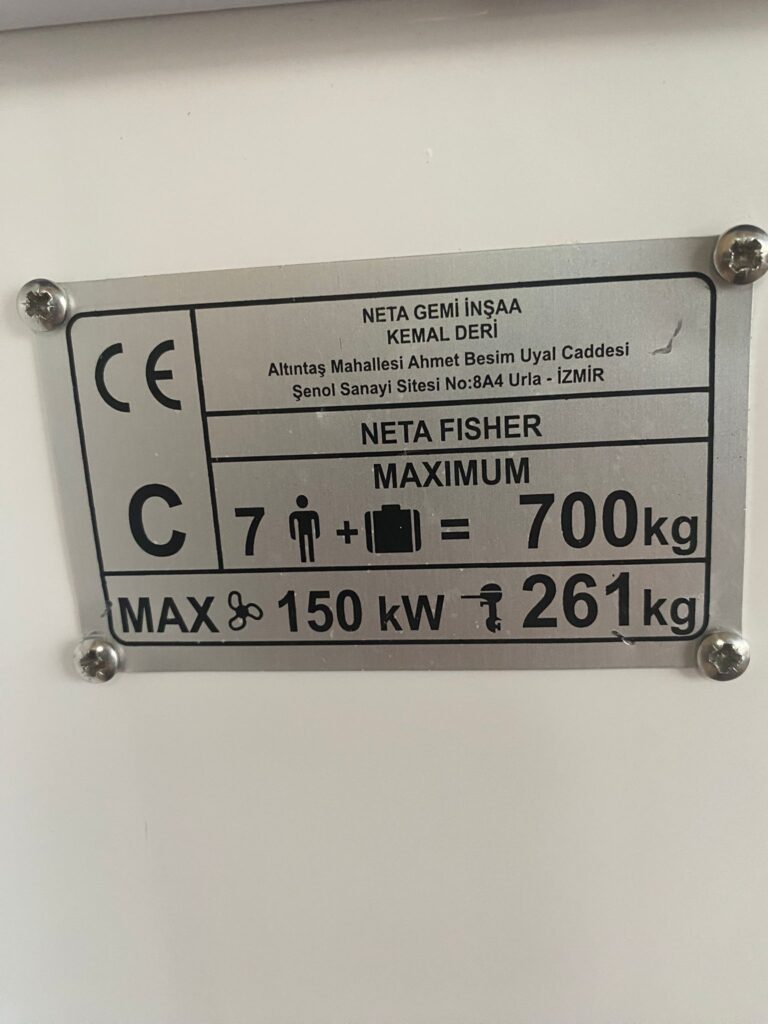 CE
NETA GEMİ İNŞAA
KEMAL DERİ
Altıntaş Mahallesi Ahmet Besim Uyal Caddesi
Şenol Sanayi Sitesi No:8A4 Urla - İZMİR
NETA FISHER
C
MAXIMUM
7 + = 700kg
MAX 150 kW 261kg